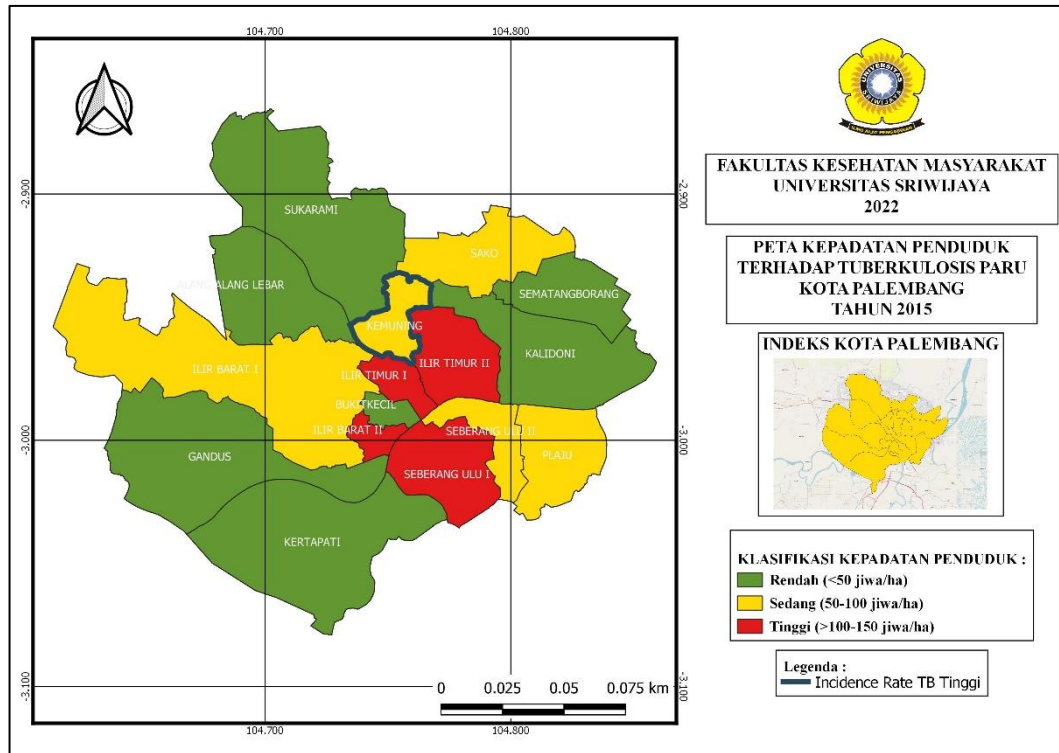 104.700
104.800
-2.900
-2.900
SUKARAMI
SAKO
ALANG ALANG LEBAR
SEMATANGBORANG
KEMUNING
KALIDONI
ILIR TIMUR II
ILIR BARAT I
ILIR TIMUR I
BUKITKECIL
ILIR BARAT II
SEBERANG ULU II
-3.000
-3.000
GANDUS
PLAJU
SEBERANG ULU I
KERTAPATI
0 0.025 0.05 0.075 km
-3.100
-3.100
104.700
104.800
UNIVERSITAS
SRIWIJAYA
ILMU ALAT PENGABDIAN
FAKULTAS KESEHATAN MASYARAKAT
UNIVERSITAS SRIWIJAYA
2022
PETA KEPADATAN PENDUDUK
TERHADAP TUBERKULOSIS PARU
KOTA PALEMBANG
TAHUN 2015
INDEKS KOTA PALEMBANG
KLASIFIKASI KEPADATAN PENDUDUK :
Rendah (<50 jiwa/ha)
Sedang (50-100 jiwa/ha)
Tinggi (>100-150 jiwa/ha)
Legenda :
Incidence Rate TB Tinggi